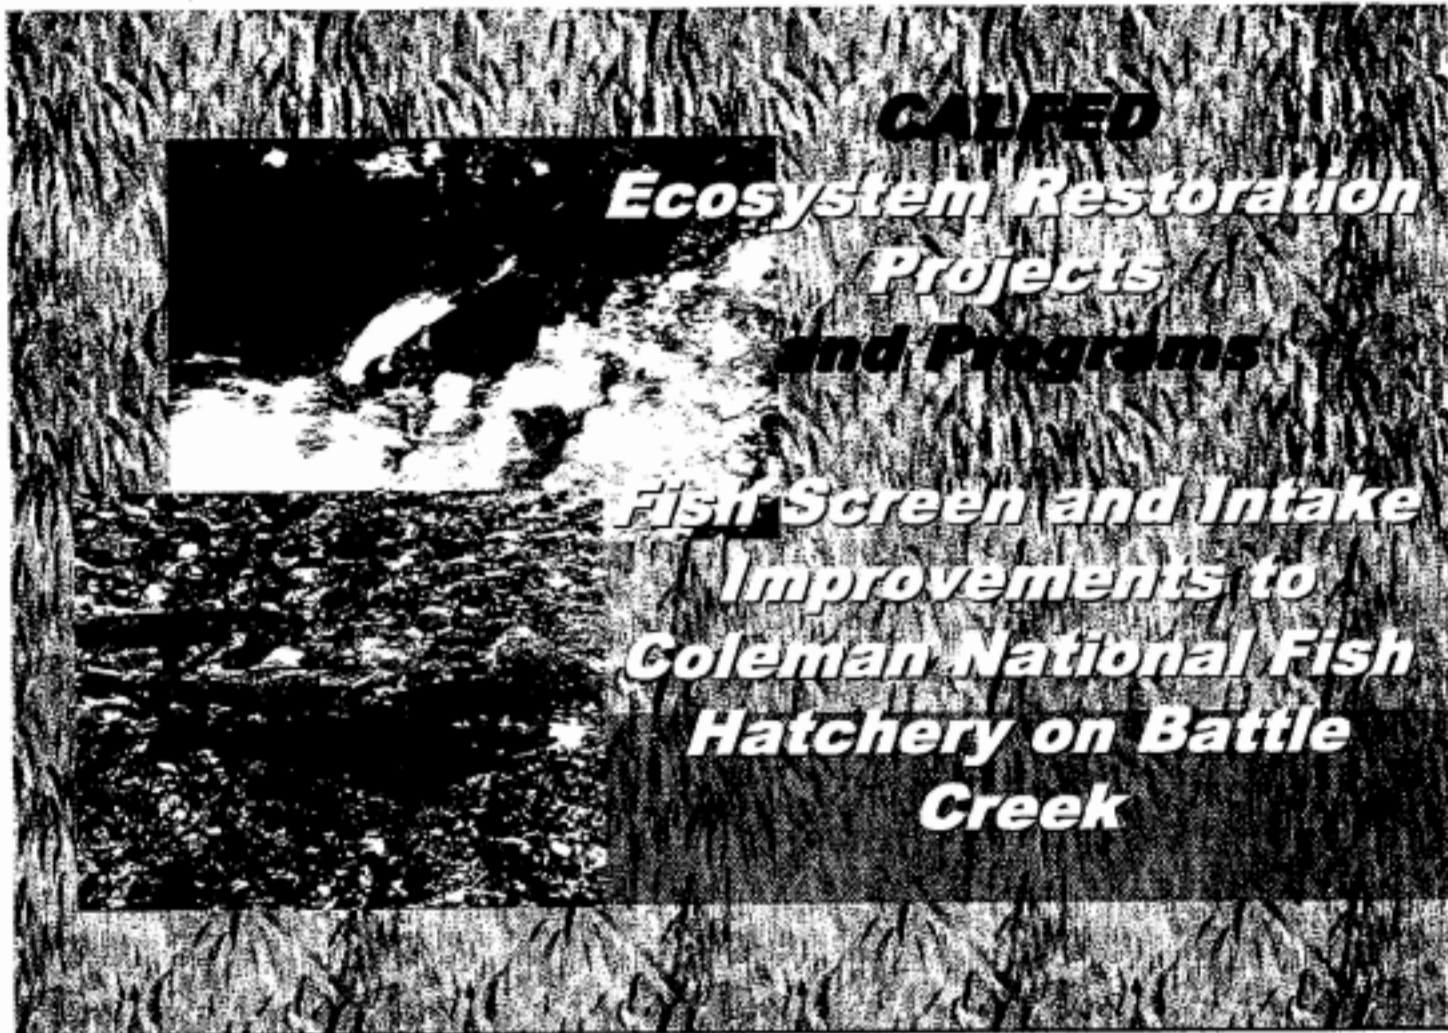 CALFED
Ecosystem Restoration
Projects
and Programs
Fish Screen and Intake
Improvements to
Coleman National Fish
Hatchery on Battle
Creek